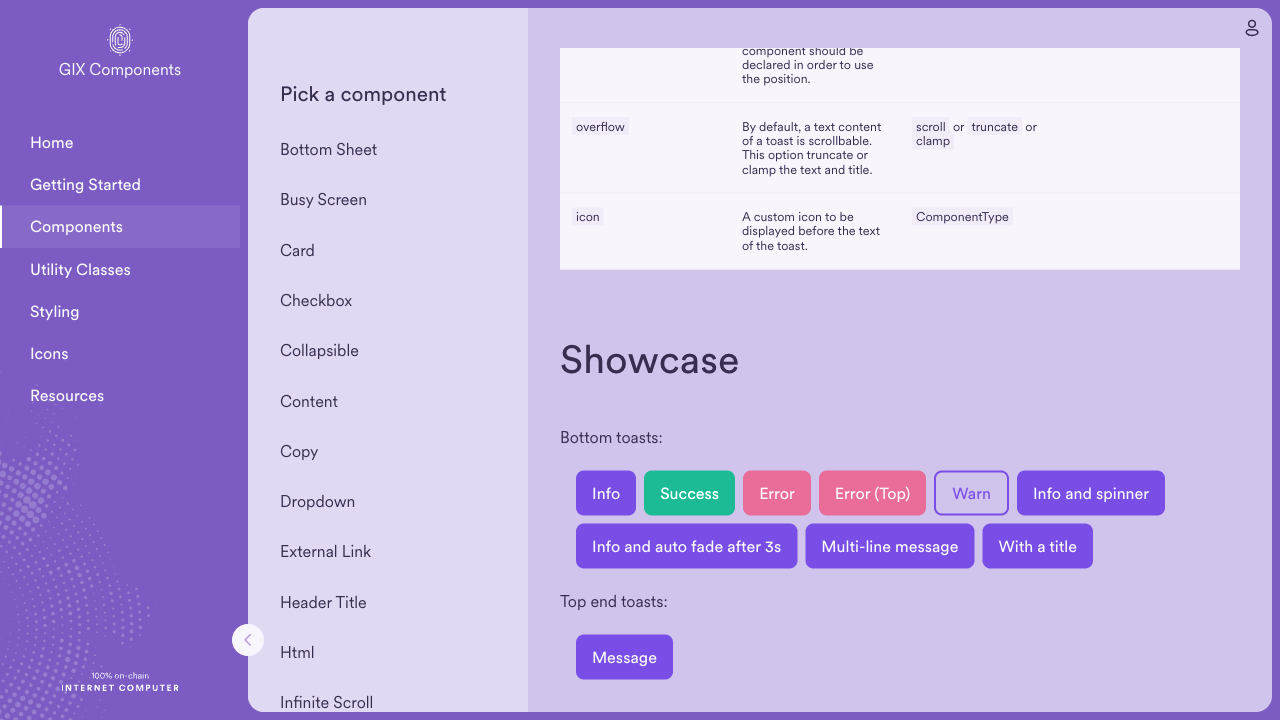 GIX Components
Home
Getting Started
Components
Utility Classes
Styling
Icons
Resources
100% on-chain
INTERNET COMPUTER
Pick a component
Bottom Sheet
Busy Screen
Card
Checkbox
Collapsible
Content
Copy
Dropdown
External Link
Header Title
Html
Infinite Scroll
component should be
declared in order to use
the position.
overflow
By default, a text content
of a toast is scrollable.
This option truncate or
clamp the text and title.
scroll or truncate or
clamp
icon
A custom icon to be
displayed before the text
of the toast.
ComponentType
Showcase
Bottom toasts:
Info Success Error Error (Top) Warn Info and spinner
Info and auto fade after 3s Multi-line message With a title
Top end toasts:
Message